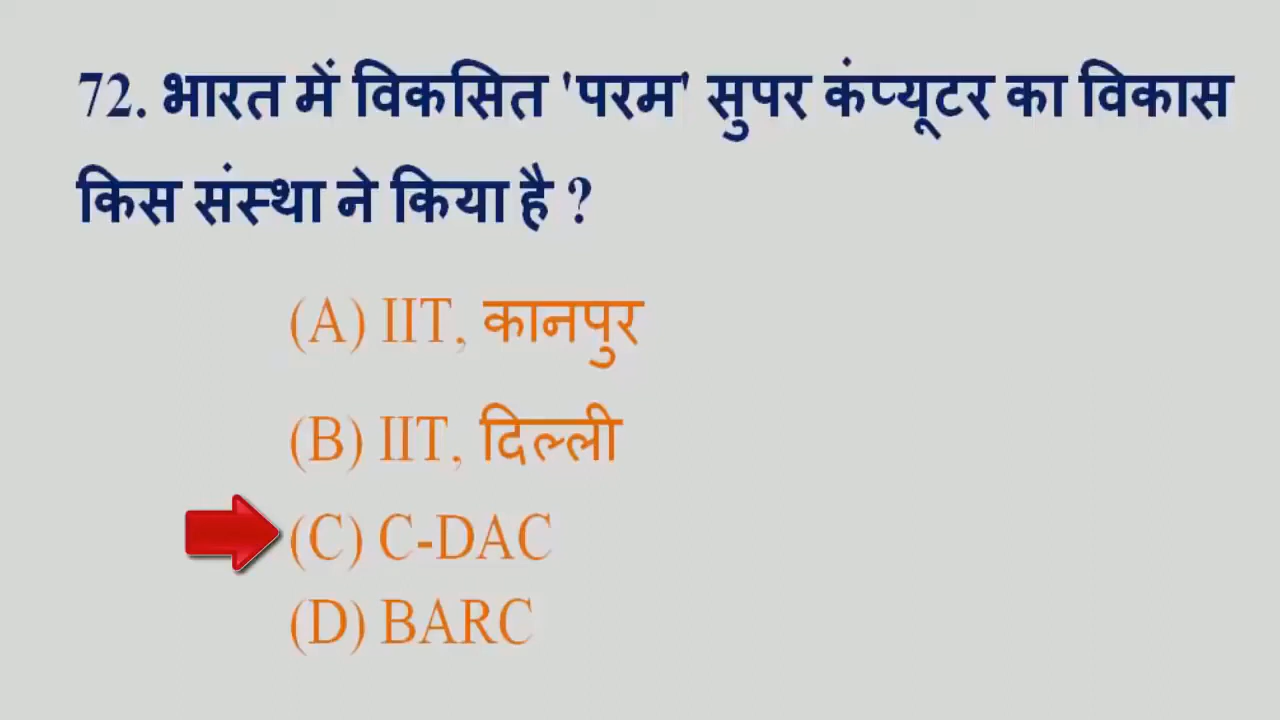 72. भारत में विकसित 'परम' सुपर कंप्यूटर का विकास
किस संस्था ने किया है ?
(A) IIT, कानपुर
(B) IIT, दिल्ली
(C) C-DAC
(D) BARC